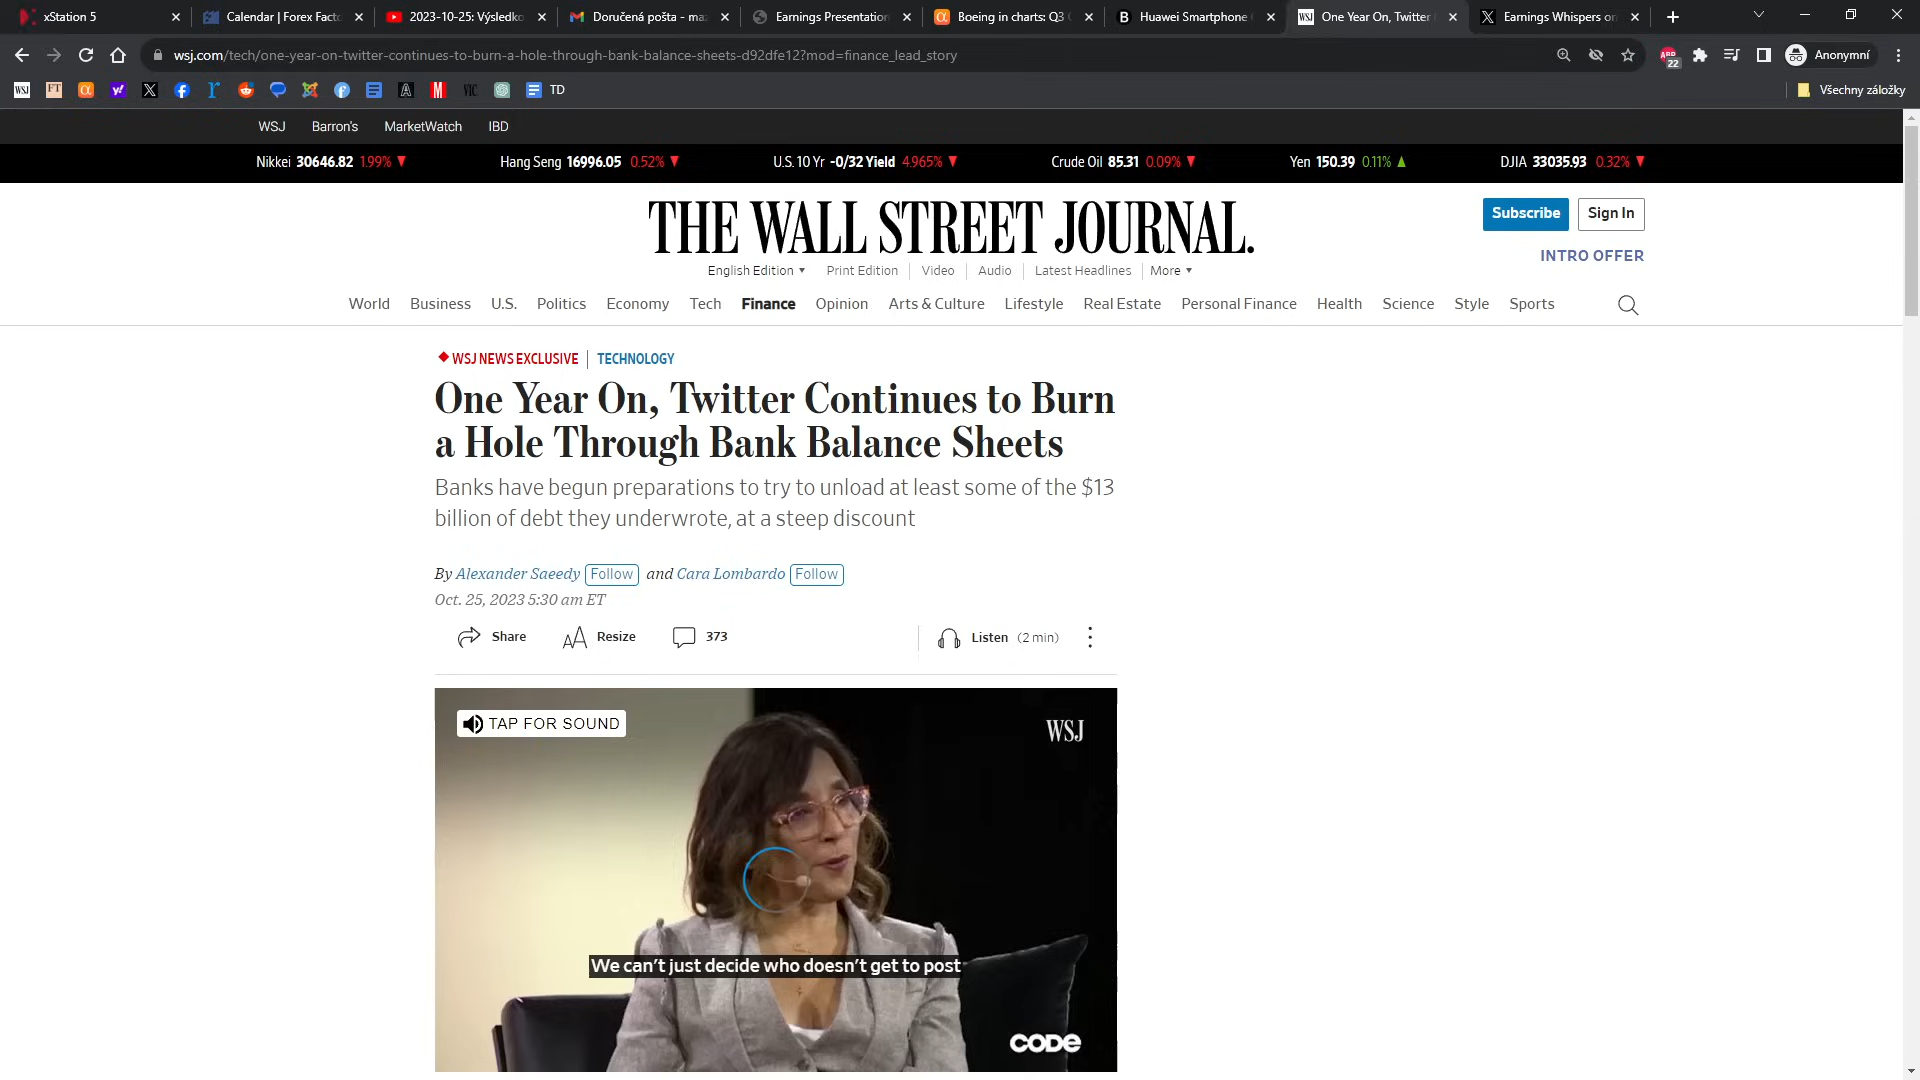 xStation 5
Calendar | Forex Facto
2023-10-25: Výsledko
Doručená pošta - ma
Earnings Presentation
Boeing in charts: Q3
Huawei Smartphone
One Year On, Twitter
Earnings Whispers on
wsj.com/tech/one-year-on-twitter-continues-to-burn-a-hole-through-bank-balance-sheets-d92dfe12?mod=finance_lead_story
22
Anonymní
TD
Všechny záložky
WSJ Barron's MarketWatch IBD
Nikkei 30646.82 1.99% ▼ Hang Seng 16996.05 0.52% ▼ U.S. 10 Yr -0/32 Yield 4.965% ▼ Crude Oil 85.31 0.09% ▼ Yen 150.39 0.11% ▲ DJIA 33035.93 0.32% ▼
THE WALL STREET JOURNAL.
Subscribe Sign In
INTRO OFFER
English Edition ▼ Print Edition Video Audio Latest Headlines More ▼
World Business U.S. Politics Economy Tech Finance Opinion Arts & Culture Lifestyle Real Estate Personal Finance Health Science Style Sports
WSJ NEWS EXCLUSIVE | TECHNOLOGY
One Year On, Twitter Continues to Burn
a Hole Through Bank Balance Sheets
Banks have begun preparations to try to unload at least some of the $13
billion of debt they underwrote, at a steep discount
By Alexander Saeedy Follow and Cara Lombardo Follow
Oct. 25, 2023 5:30 am ET
Share Resize 373 Listen (2 min)
TAP FOR SOUND
WSJ
We can't just decide who doesn't get to post
CODE